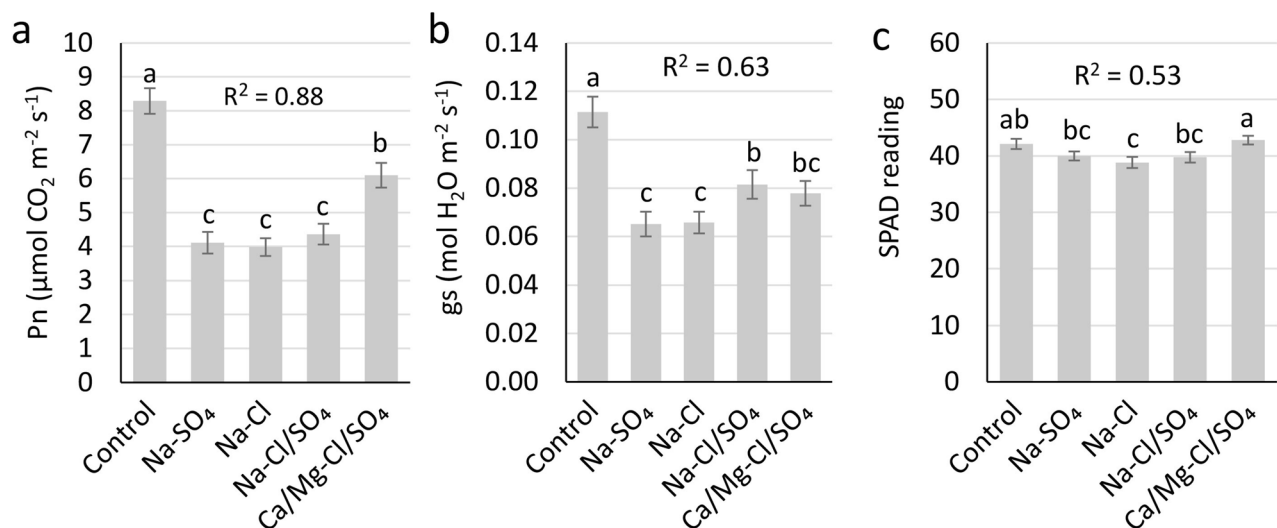 a
Pn (μmol CO₂ m⁻² s⁻¹)
10
9
8
7
6
5
4
3
2
1
0
R² = 0.88
a
c
c
c
b
Control
Na-SO₄
Na-Cl
Na-Cl/SO₄
Ca/Mg-Cl/SO₄
b
gs (mol H₂O m⁻² s⁻¹)
0.14
0.12
0.10
0.08
0.06
0.04
0.02
0.00
R² = 0.63
a
c
c
b
bc
Control
Na-SO₄
Na-Cl
Na-Cl/SO₄
Ca/Mg-Cl/SO₄
c
SPAD reading
60
50
40
30
20
10
0
R² = 0.53
ab
bc
c
bc
a
Control
Na-SO₄
Na-Cl
Na-Cl/SO₄
Ca/Mg-Cl/SO₄